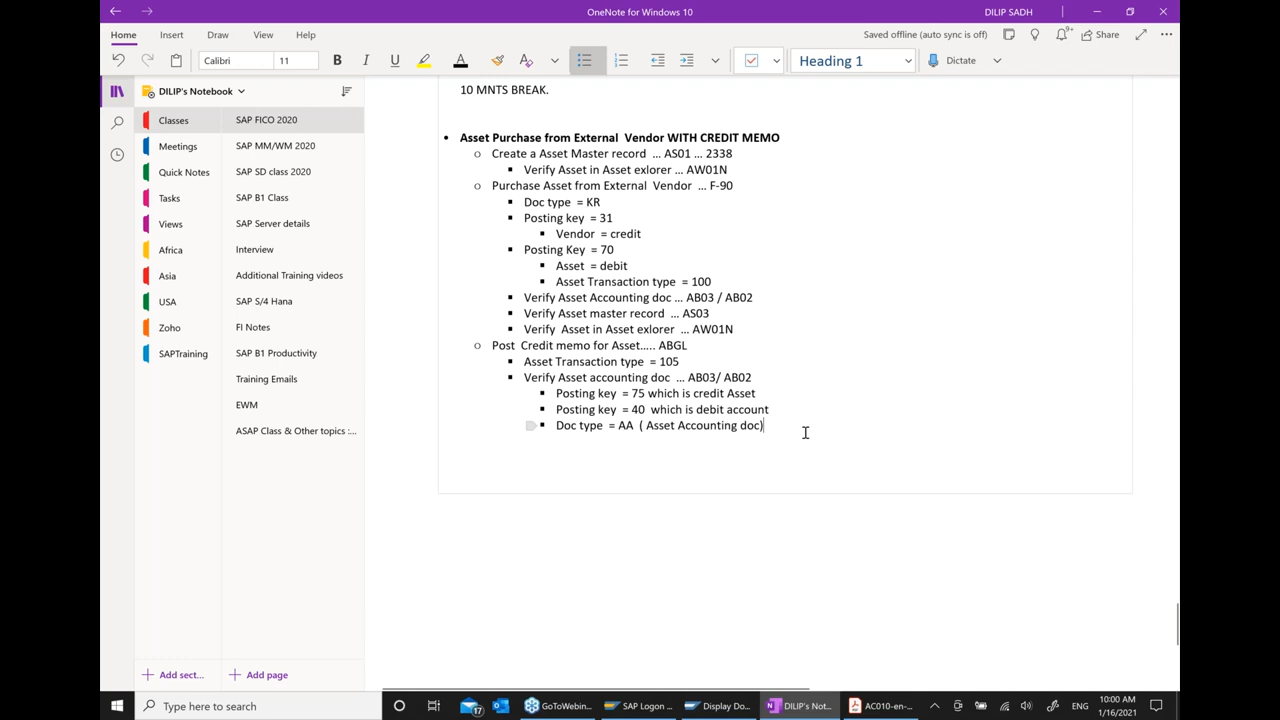 OneNote for Windows 10
DILIP SADH
Home Insert Draw View Help
Saved offline (auto sync is off)
9+
Share
Calibri 11
B I U A
Heading 1
Dictate
DILIP's Notebook
Classes
Meetings
Quick Notes
Tasks
Views
Africa
Asia
USA
Zoho
SAPTraining
SAP FICO 2020
SAP MM/WM 2020
SAP SD class 2020
SAP B1 Class
SAP Server details
Interview
Additional Training videos
SAP S/4 Hana
FI Notes
SAP B1 Productivity
Training Emails
EWM
ASAP Class & Other topics :...
Add sect...
Add page
10 MNTS BREAK.
• Asset Purchase from External Vendor WITH CREDIT MEMO
o Create a Asset Master record ... AS01 ... 2338
▪ Verify Asset in Asset exlorer ... AW01N
o Purchase Asset from External Vendor ... F-90
▪ Doc type = KR
▪ Posting key = 31
▪ Vendor = credit
▪ Posting Key = 70
▪ Asset = debit
▪ Asset Transaction type = 100
▪ Verify Asset Accounting doc ... AB03 / AB02
▪ Verify Asset master record ... AS03
▪ Verify Asset in Asset exlorer ... AW01N
o Post Credit memo for Asset..... ABGL
▪ Asset Transaction type = 105
▪ Verify Asset accounting doc ... AB03/ AB02
▪ Posting key = 75 which is credit Asset
▪ Posting key = 40 which is debit account
▪ Doc type = AA ( Asset Accounting doc)
Type here to search
17
GoToWebin...
SAP Logon ...
Display Do...
DILIP's Not...
AC010-en-...
ENG
10:00 AM
1/16/2021